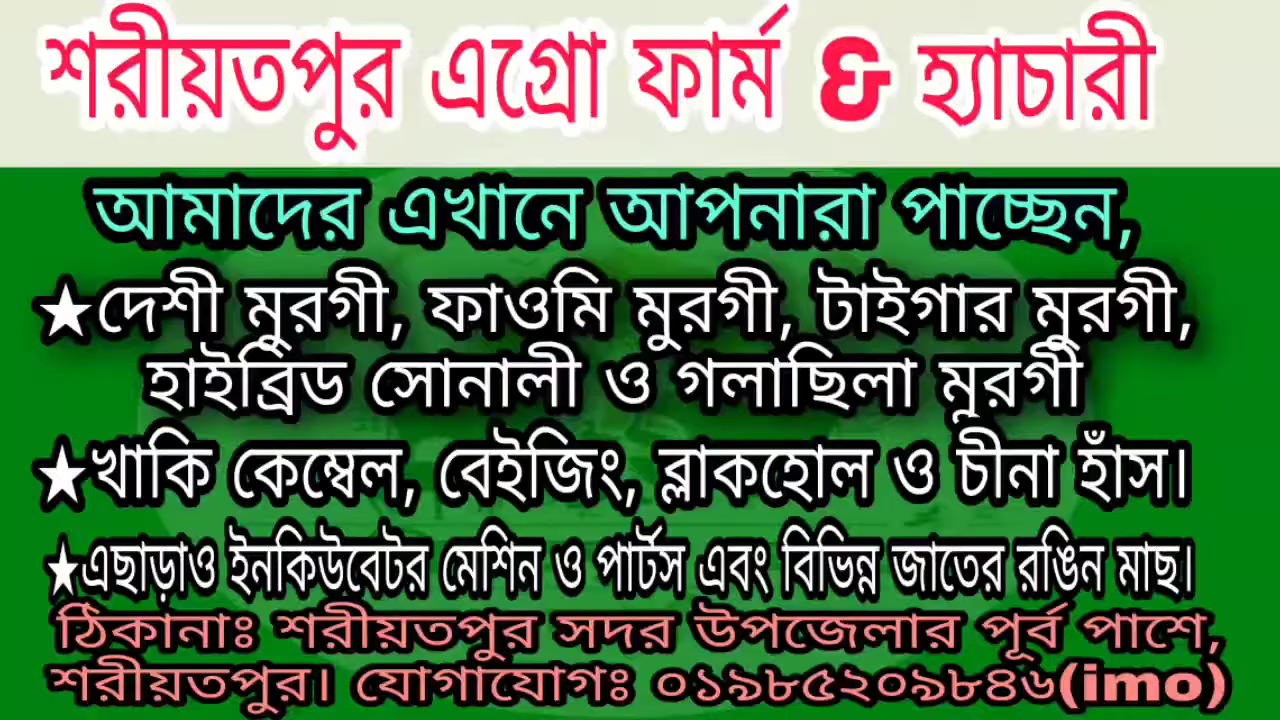 শরীয়তপুর এগ্রো ফার্ম & হ্যাচারী
আমাদের এখানে আপনারা পাচ্ছেন,
★দেশী মুরগী, ফাওমি মুরগী, টাইগার মুরগী,
হাইব্রিড সোনালী ও গলাছিলা মুরগী
★খাকি কেম্বেল, বেইজিং, ব্লাকহোল ও চীনা হাঁস।
★এছাড়াও ইনকিউবেটর মেশিন ও পার্টস এবং বিভিন্ন জাতের রঙিন মাছ।
ঠিকানাঃ শরীয়তপুর সদর উপজেলার পূর্ব পাশে,
শরীয়তপুর। যোগাযোগঃ ০১৯৮৫২০৯৮৪৬(imo)